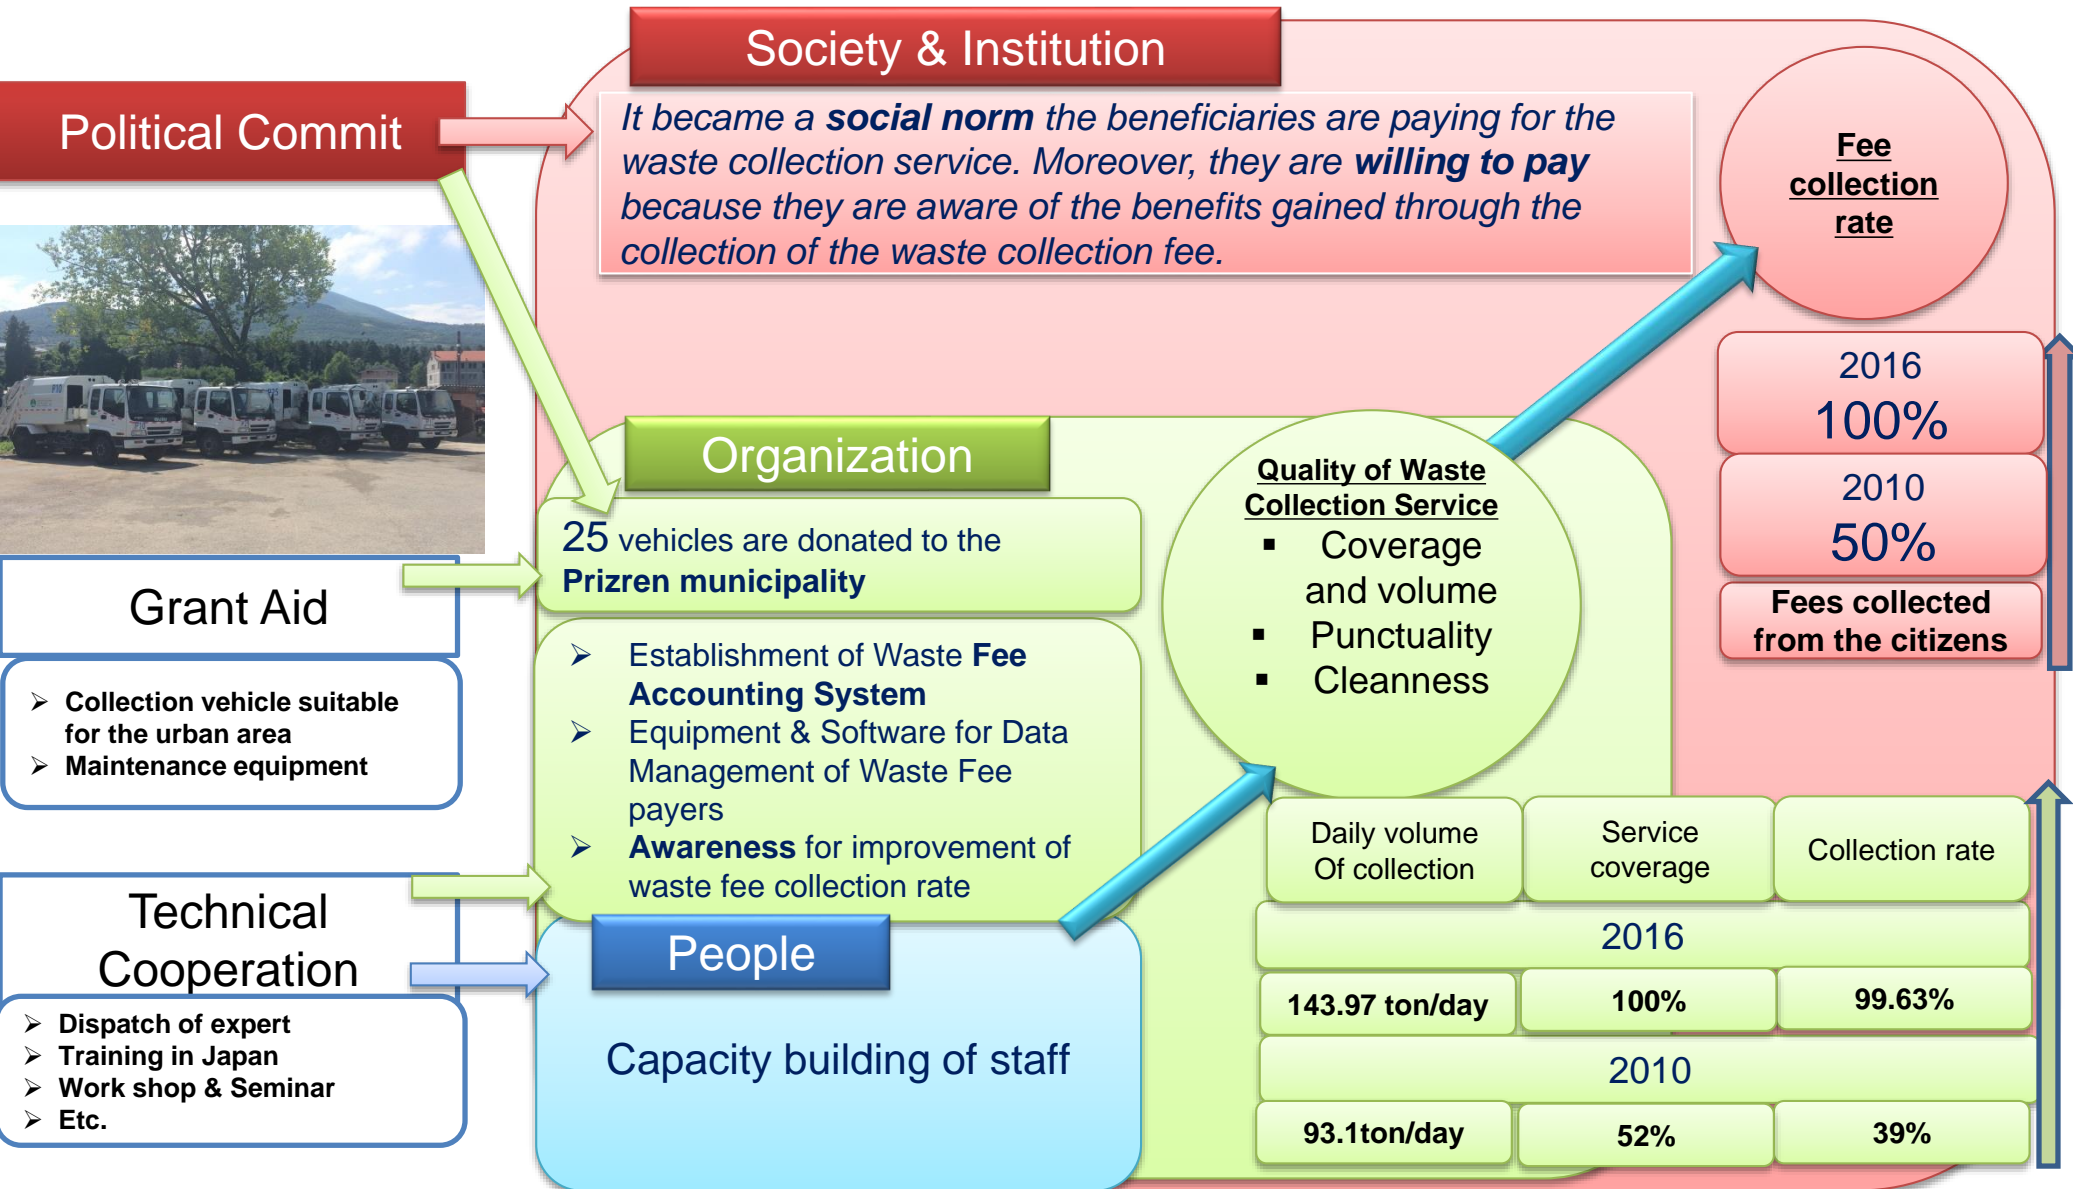 Society & Institution
Political Commit
It became a social norm the beneficiaries are paying for the
waste collection service. Moreover, they are willing to pay
because they are aware of the benefits gained through the
collection of the waste collection fee.
Fee
collection
rate
2016
100%
2010
50%
Fees collected
from the citizens
Organization
25 vehicles are donated to the
Prizren municipality
Grant Aid
➢ Collection vehicle suitable
for the urban area
➢ Maintenance equipment
➢ Establishment of Waste Fee
Accounting System
➢ Equipment & Software for Data
Management of Waste Fee
payers
➢ Awareness for improvement of
waste fee collection rate
Quality of Waste
Collection Service
▪ Coverage
and volume
▪ Punctuality
▪ Cleanness
Technical
Cooperation
➢ Dispatch of expert
➢ Training in Japan
➢ Work shop & Seminar
➢ Etc.
People
Capacity building of staff
Daily volume
Of collection
Service
coverage
Collection rate
2016
143.97 ton/day
100%
99.63%
2010
93.1ton/day
52%
39%